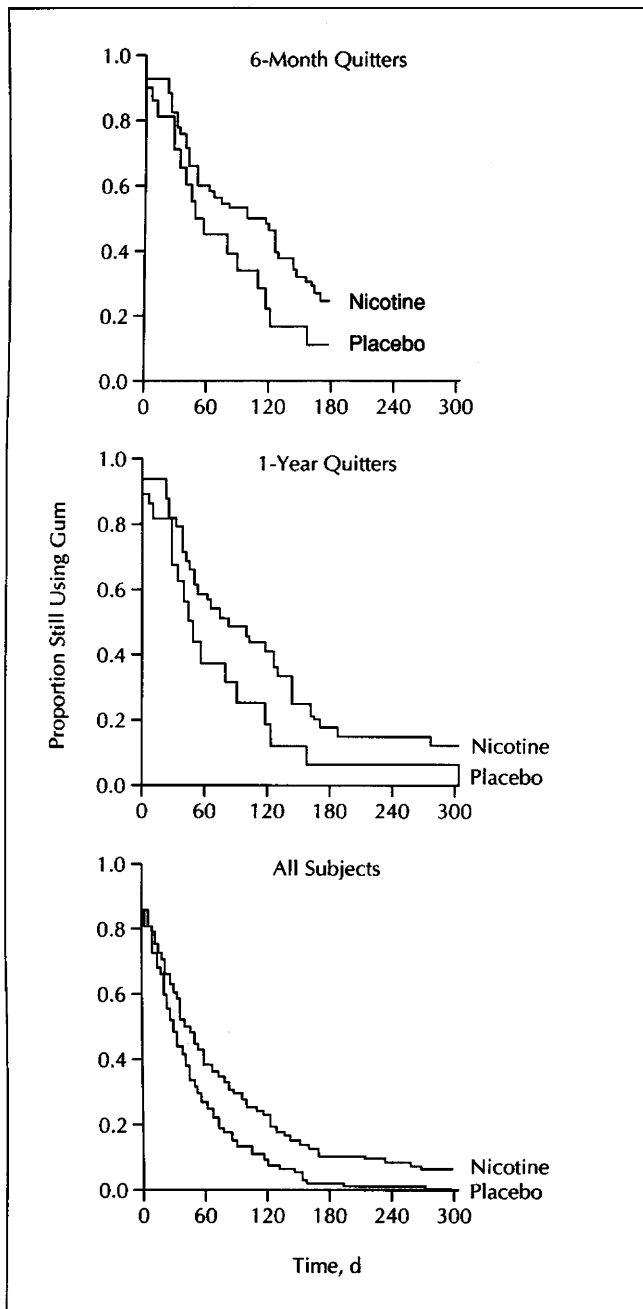 6-Month Quitters
1.0
0.8
0.6
0.4
0.2
0.0
Nicotine
Placebo
0 60 120 180 240 300
1-Year Quitters
Proportion Still Using Gum
1.0
0.8
0.6
0.4
0.2
0.0
Nicotine
Placebo
0 60 120 180 240 300
All Subjects
1.0
0.8
0.6
0.4
0.2
0.0
Nicotine
Placebo
0 60 120 180 240 300
Time, d